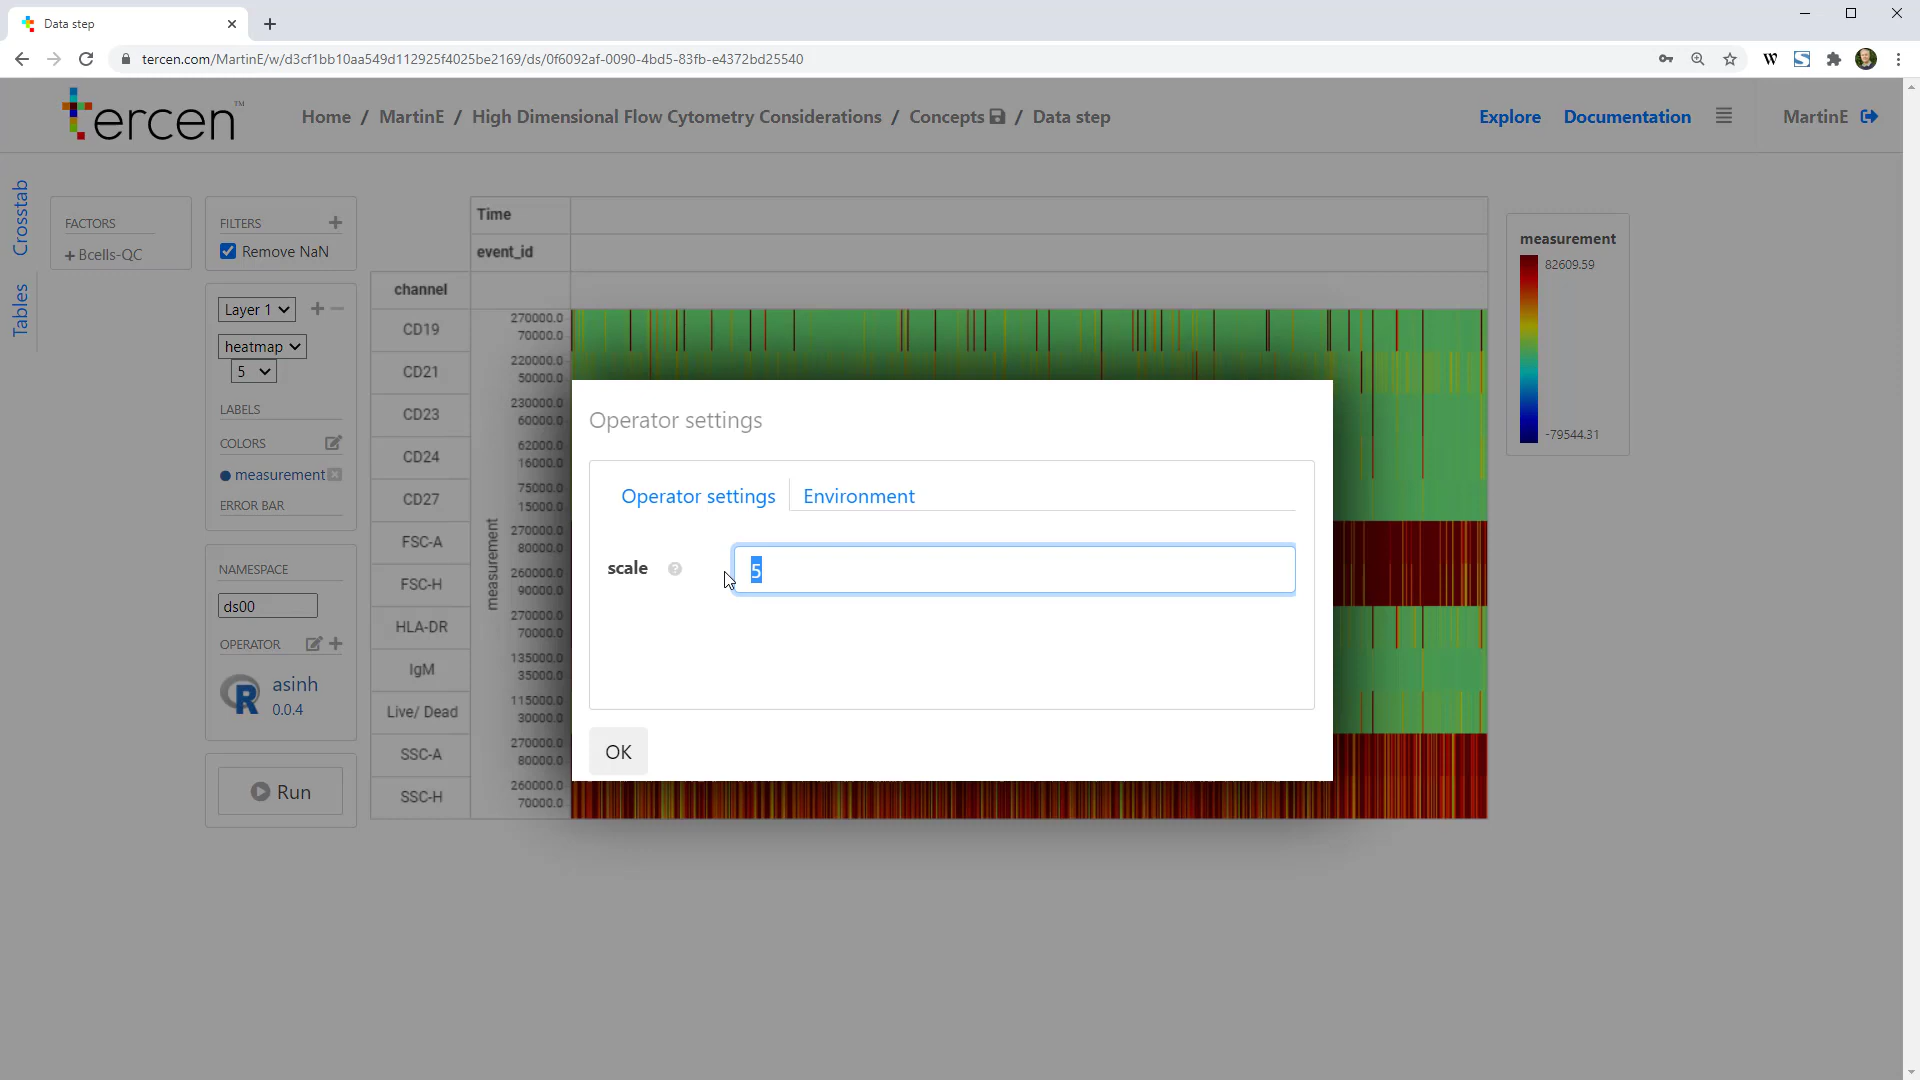 Data step
tercen.com/MartinE/w/d3cf1bb10aa549d112925f4025be2169/ds/0f6092af-0090-4bd5-83fb-e4372bd25540
W
tercen™
Home / MartinE / High Dimensional Flow Cytometry Considerations / Concepts / Data step
Explore
Documentation
MartinE
Crosstab
Tables
FACTORS
+ Bcells-QC
FILTERS
Remove NaN
Layer 1
heatmap
5
LABELS
COLORS
measurement
ERROR BAR
NAMESPACE
ds00
OPERATOR
R
asinh
0.0.4
Run
Time
event_id
channel
measurement
CD19
270000.0
70000.0
CD21
220000.0
50000.0
CD23
230000.0
60000.0
CD24
62000.0
16000.0
CD27
75000.0
15000.0
FSC-A
270000.0
80000.0
FSC-H
260000.0
90000.0
HLA-DR
270000.0
70000.0
IgM
135000.0
35000.0
Live/ Dead
115000.0
30000.0
SSC-A
270000.0
80000.0
SSC-H
260000.0
70000.0
Operator settings
Operator settings
Environment
scale
?
5
OK
measurement
82609.59
-79544.31